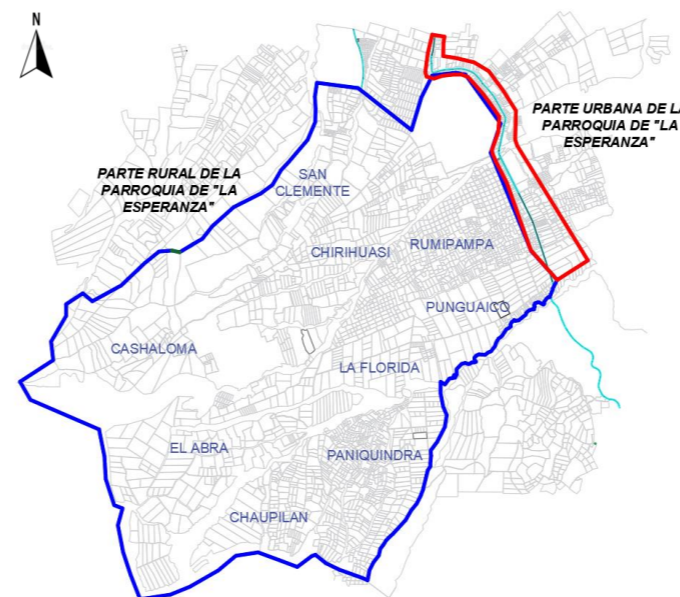 N
PARTE URBANA DE LA
PARROQUIA DE "LA
ESPERANZA"
PARTE RURAL DE LA
PARROQUIA DE "LA
ESPERANZA"
SAN
CLEMENTE
CHIRIHUASI
RUMIPAMPA
PUNGUAICO
CASHALOMA
LA FLORIDA
EL ABRA
PANIQUINDRA
CHAUPILAN